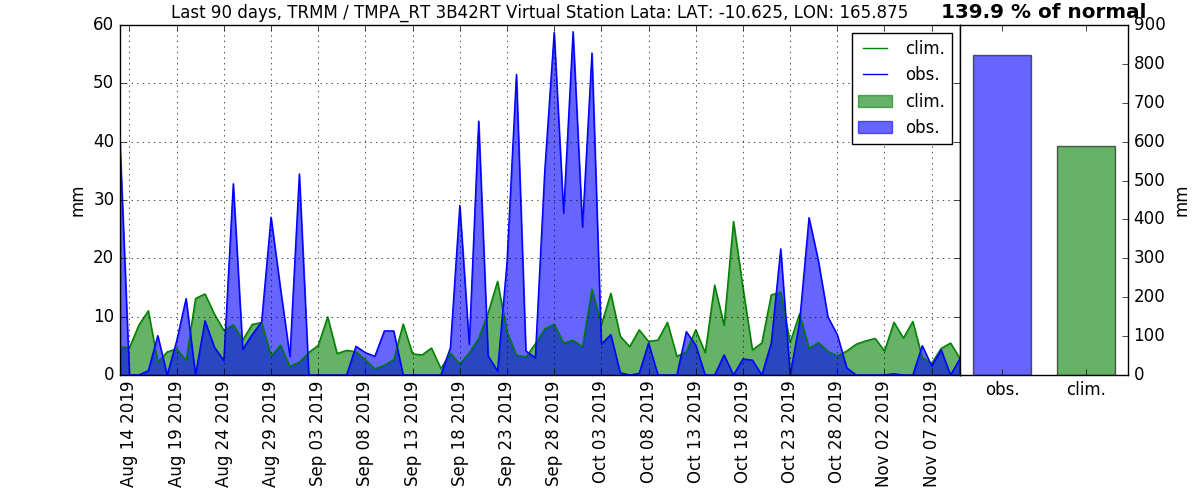 Last 90 days, TRMM / TMPA_RT 3B42RT Virtual Station Lata: LAT: -10.625, LON: 165.875
139.9 % of normal
60
50
40
30
20
10
0
mm
clim.
obs.
clim.
obs.
900
800
700
600
500
400
300
200
100
0
mm
Aug 14 2019
Aug 19 2019
Aug 24 2019
Aug 29 2019
Sep 03 2019
Sep 08 2019
Sep 13 2019
Sep 18 2019
Sep 23 2019
Sep 28 2019
Oct 03 2019
Oct 08 2019
Oct 13 2019
Oct 18 2019
Oct 23 2019
Oct 28 2019
Nov 02 2019
Nov 07 2019
obs.
clim.